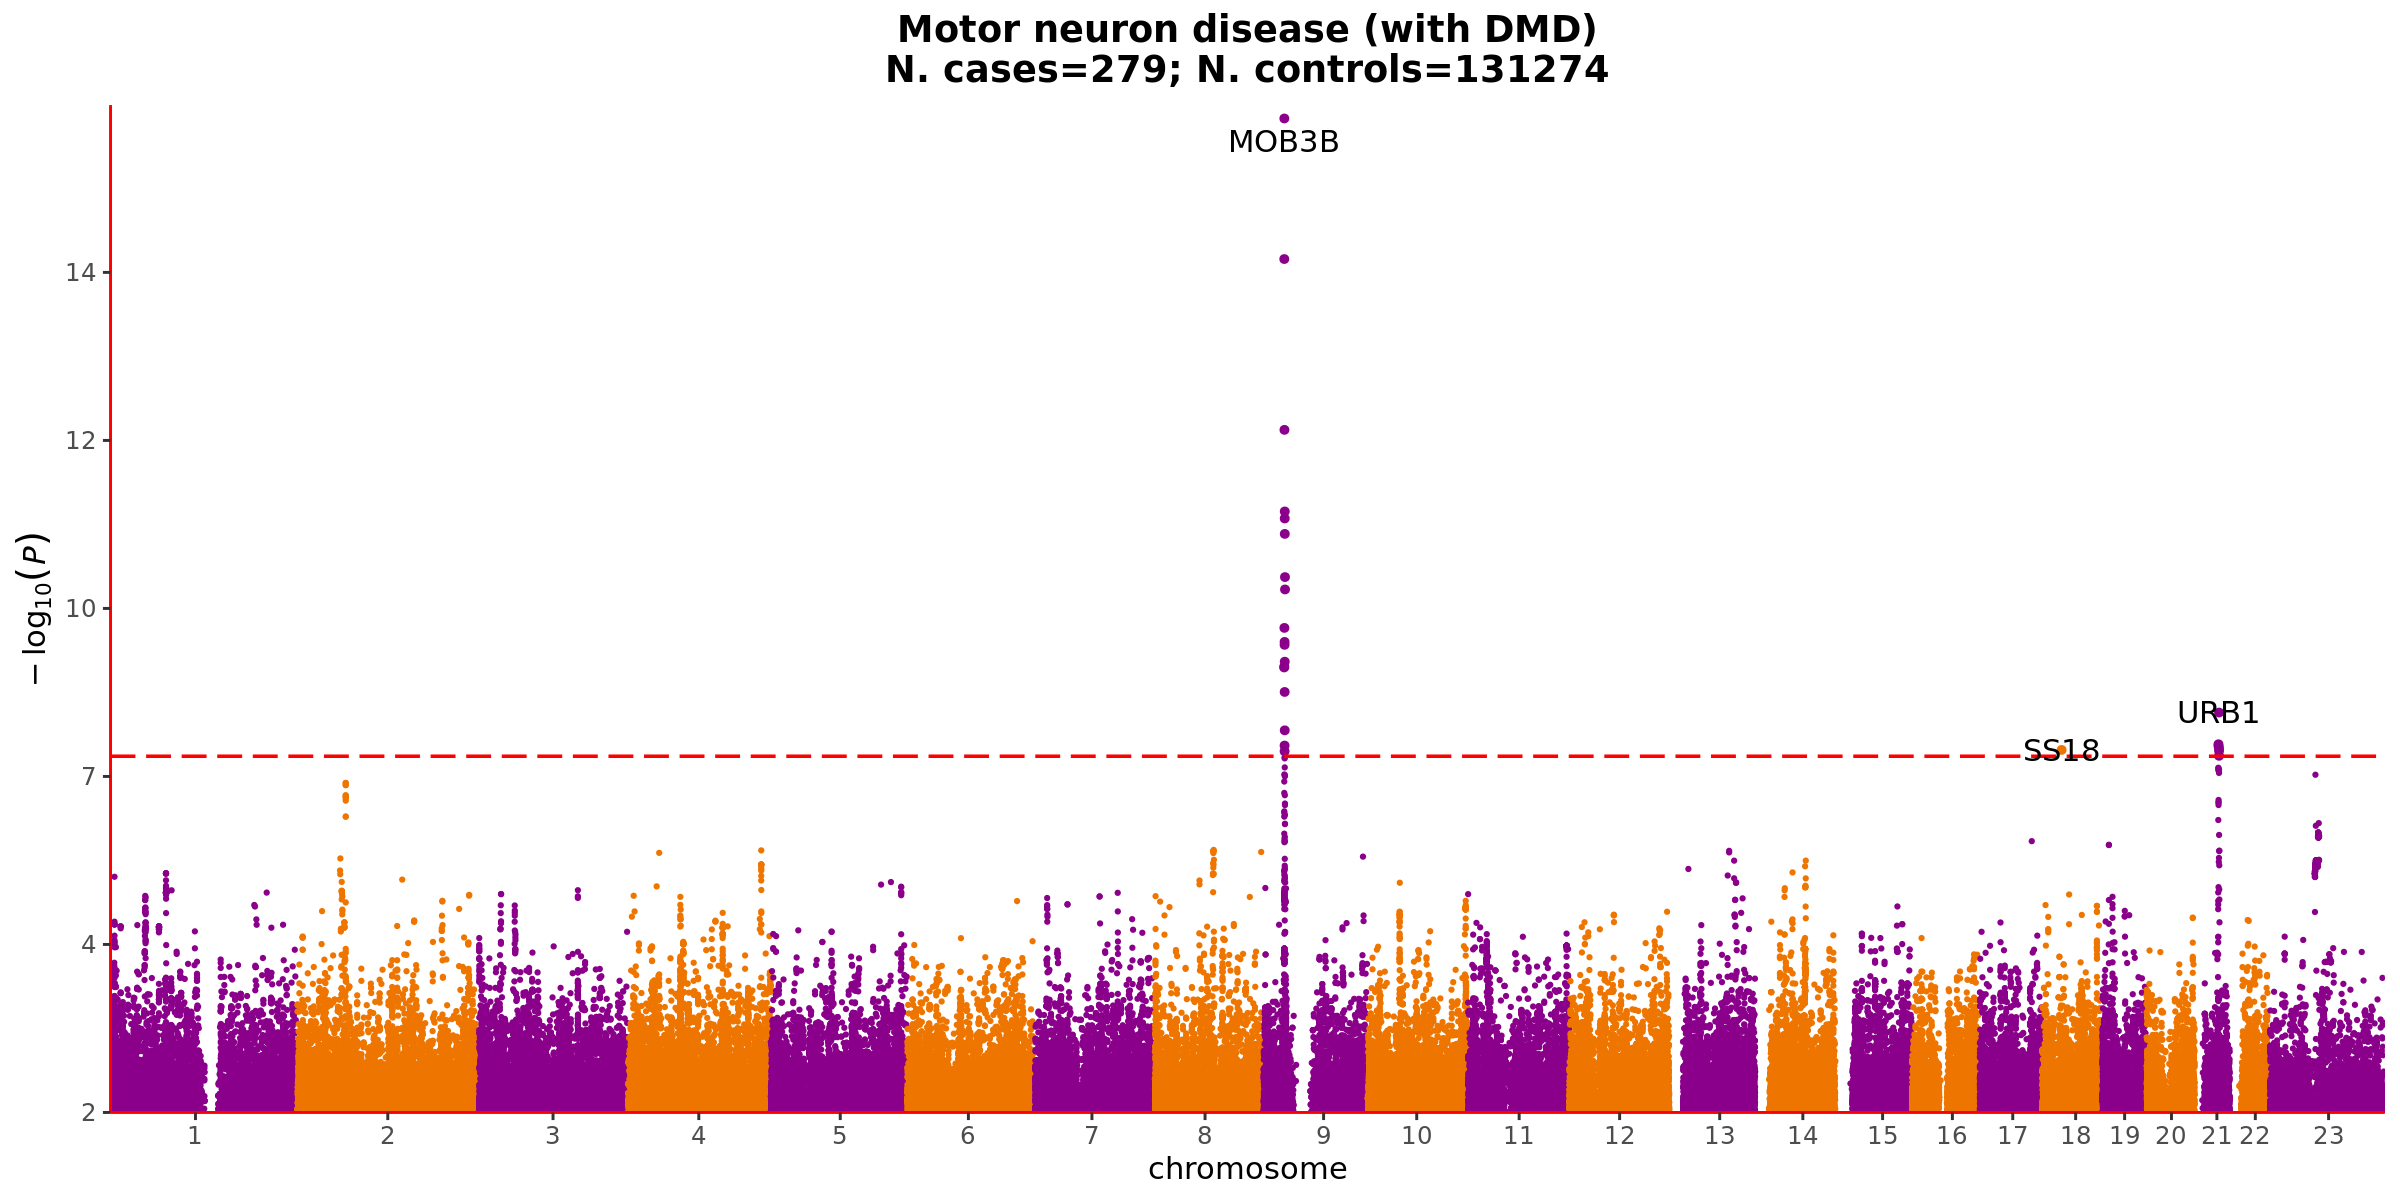 Motor neuron disease (with DMD)
N. cases=279; N. controls=131274
MOB3B
URB1
SS18
− log₁₀(P)
14
12
10
7
4
2
1 2 3 4 5 6 7 8 9 10 11 12 13 14 15 16 17 18 19 20 21 22 23
chromosome